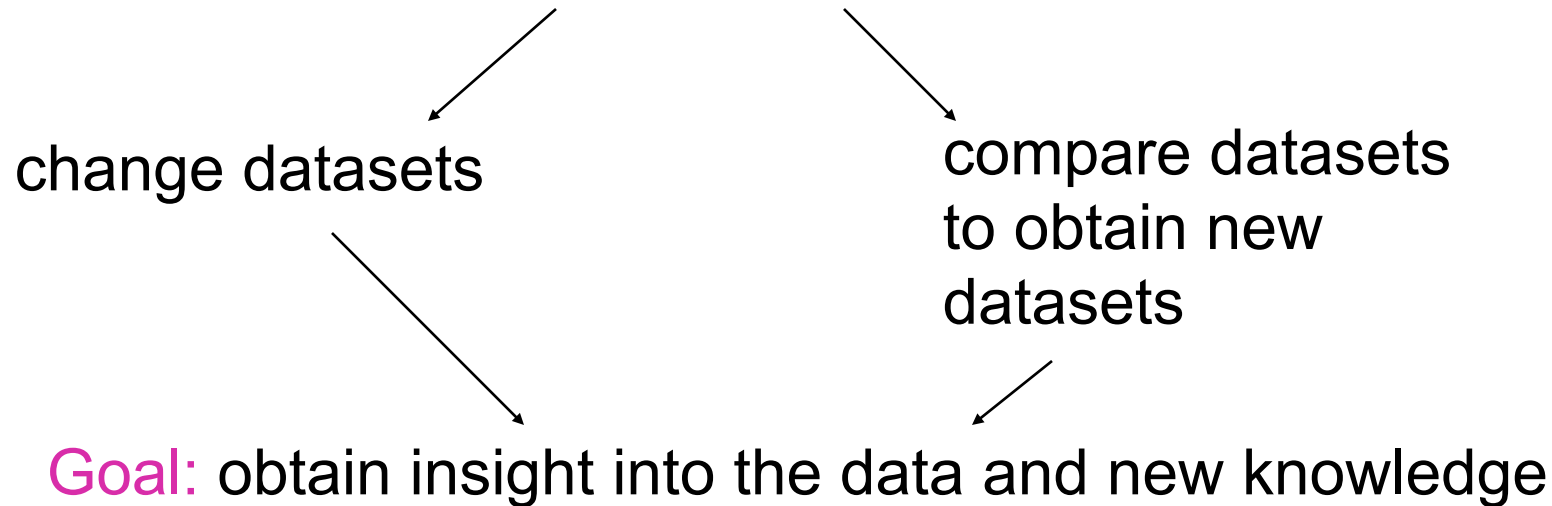 change datasets
compare datasets
to obtain new
datasets
Goal: obtain insight into the data and new knowledge